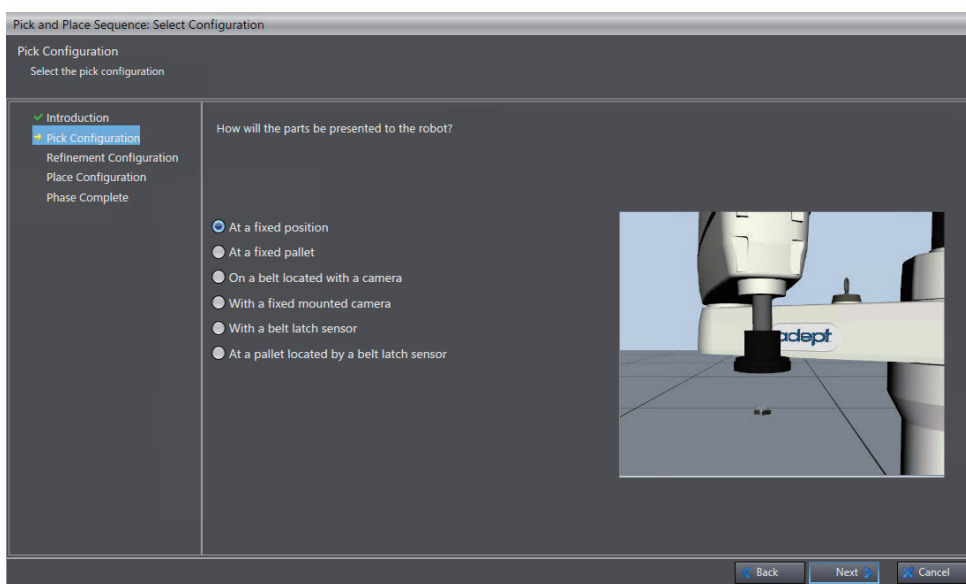 Pick and Place Sequence: Select Configuration
Pick Configuration
Select the pick configuration
Introduction
Pick Configuration
Refinement Configuration
Place Configuration
Phase Complete
How will the parts be presented to the robot?
At a fixed position
At a fixed pallet
On a belt located with a camera
With a fixed mounted camera
With a belt latch sensor
At a pallet located by a belt latch sensor
adept
Back
Next
Cancel